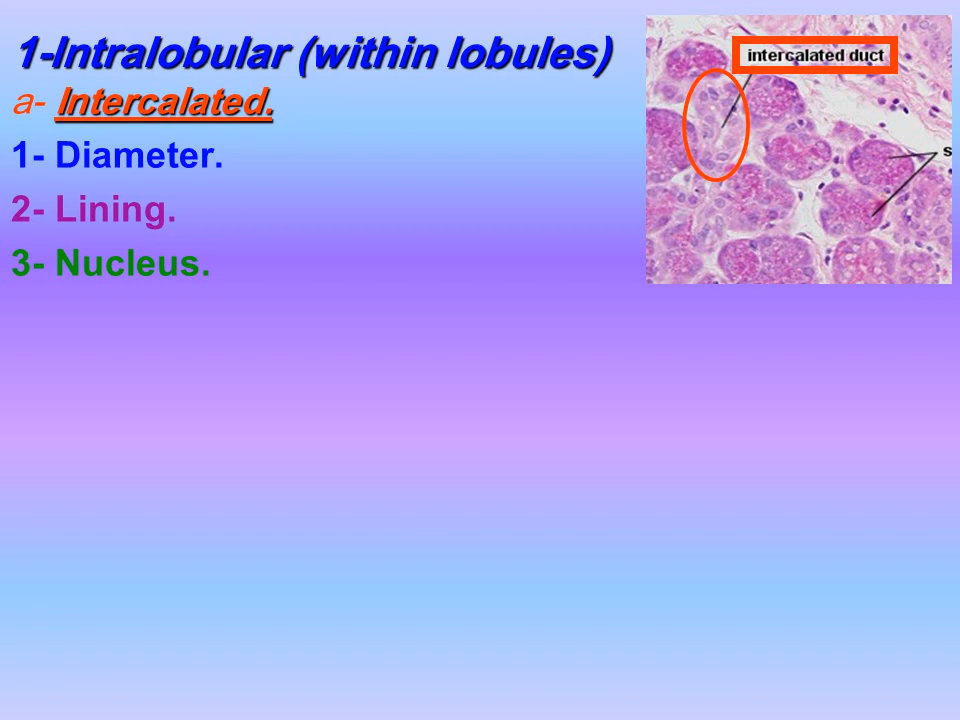 1-Intralobular (within lobules)
a- Intercalated.
1- Diameter.
2- Lining.
3- Nucleus.
intercalated duct
s